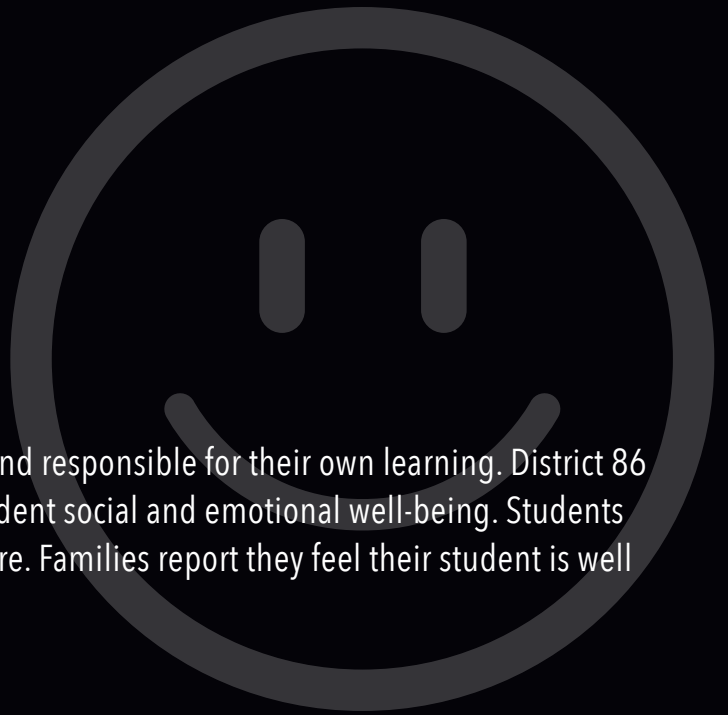 nd responsible for their own learning. District 86
dent social and emotional well-being. Students
re. Families report they feel their student is well